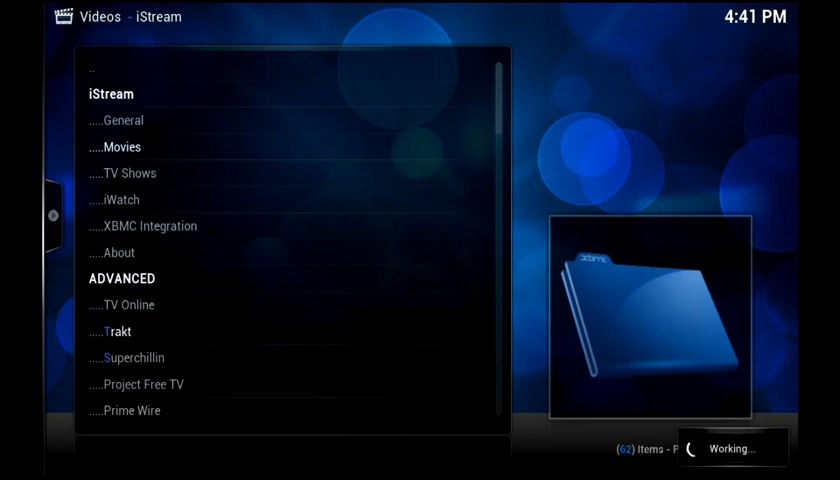 Videos - iStream
4:41 PM
..
iStream
.....General
.....Movies
.....TV Shows
.....iWatch
.....XBMC Integration
.....About
ADVANCED
.....TV Online
.....Trakt
.....Superchillin
.....Project Free TV
.....Prime Wire
xbmc
(62) Items - P
Working...